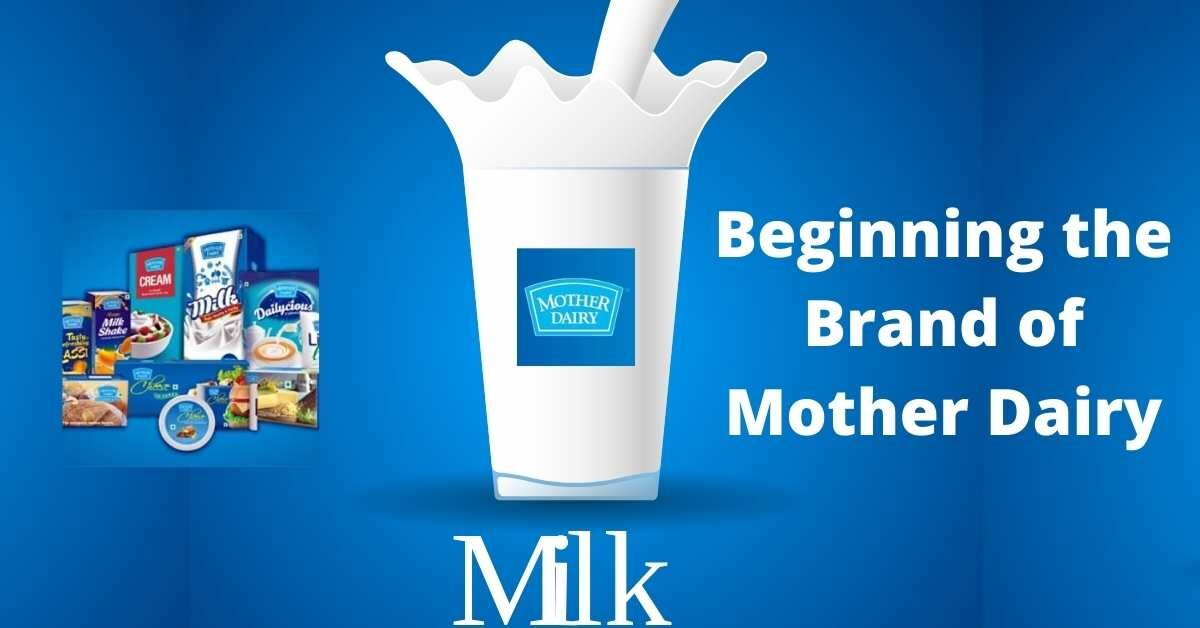 Beginning the
Brand of
Mother Dairy
MOTHER
DAIRY
Milk
CREAM
Milk
Milk
Shake
Dailycious